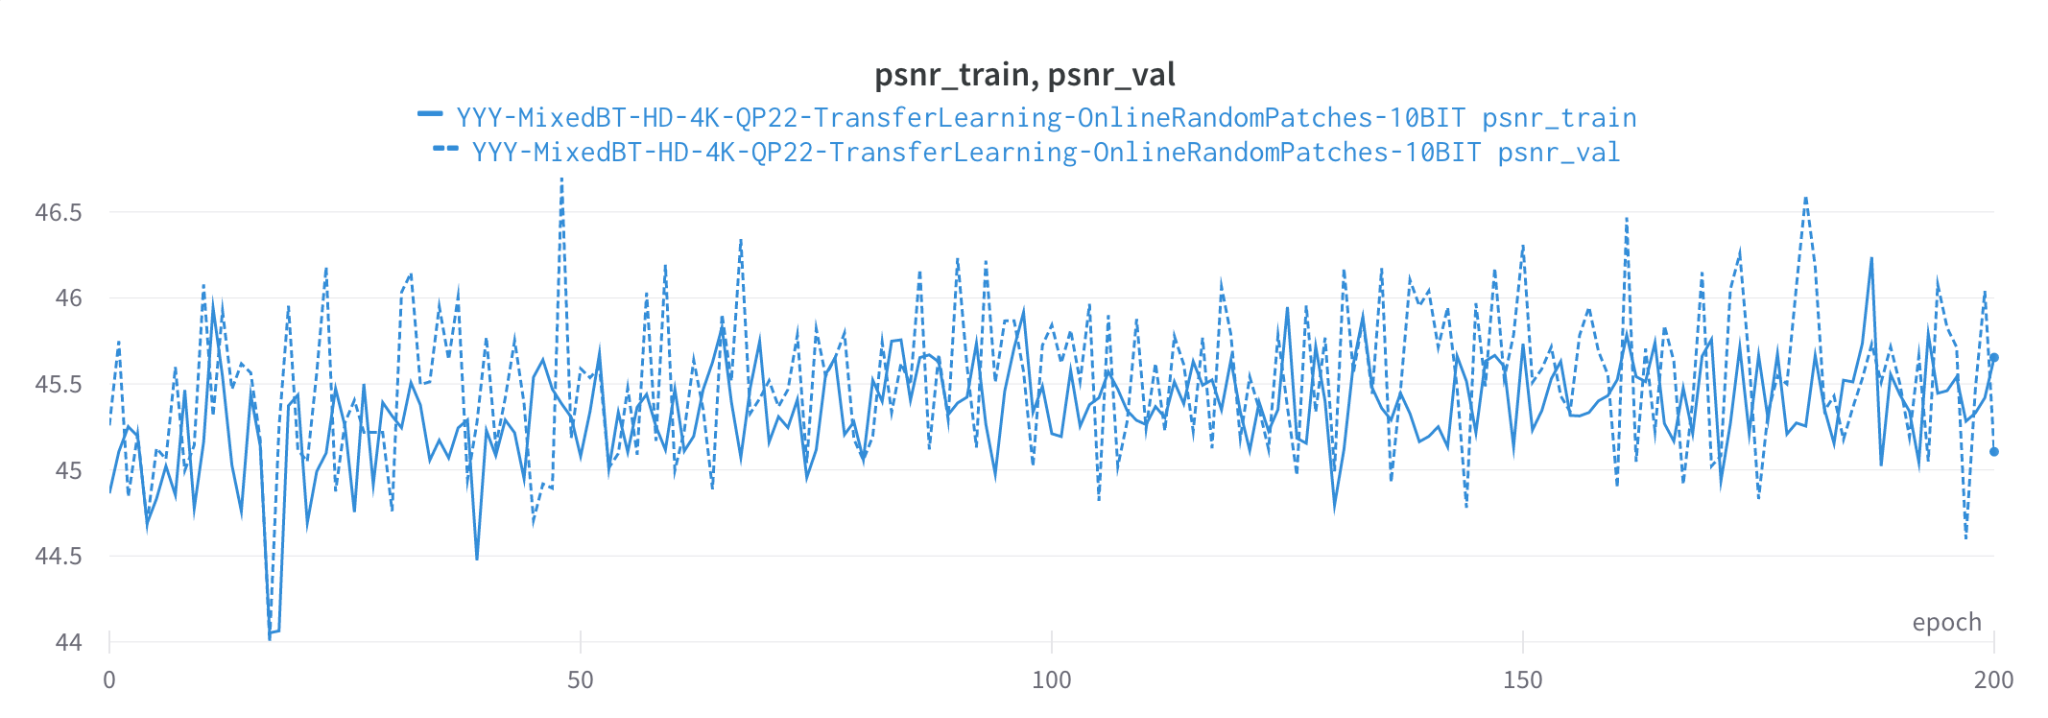 psnr_train, psnr_val
YYY-MixedBT-HD-4K-QP22-TransferLearning-OnlineRandomPatches-10BIT psnr_train
YYY-MixedBT-HD-4K-QP22-TransferLearning-OnlineRandomPatches-10BIT psnr_val
46.5
46
45.5
45
44.5
epoch
44
0 50 100 150 200